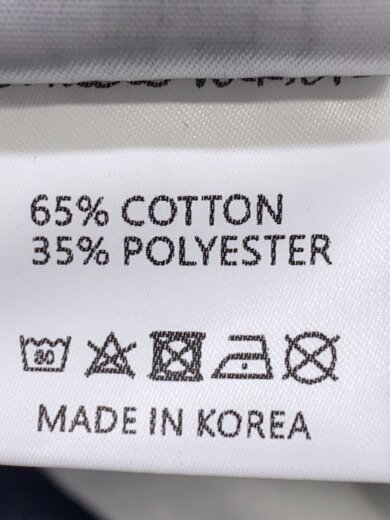 65% COTTON
35% POLYESTER
30
MADE IN KOREA